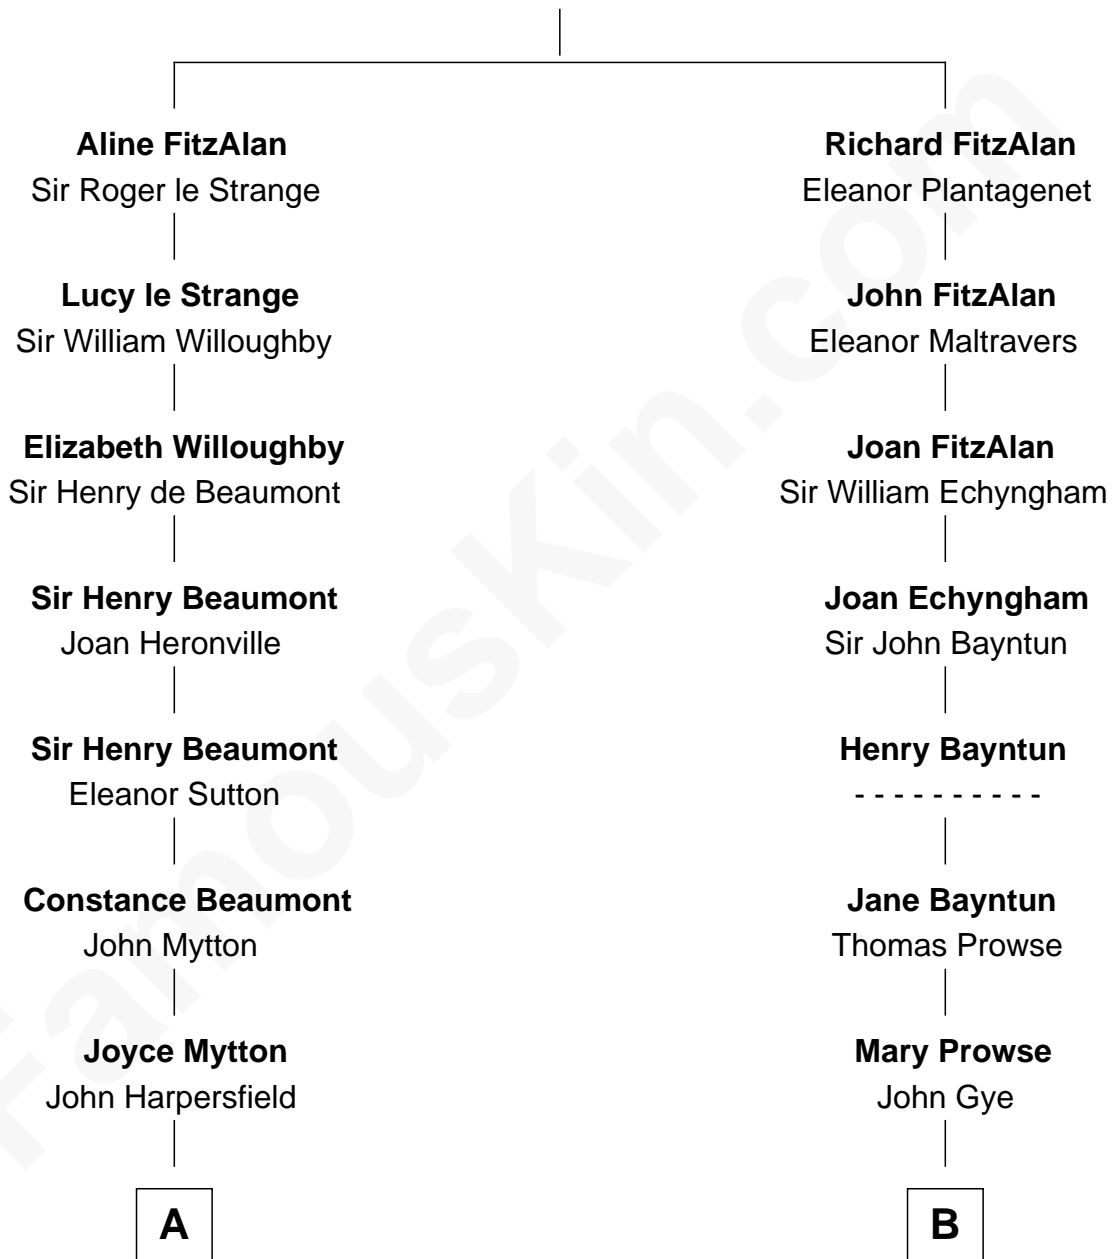 Aline FitzAlan
Sir Roger le Strange
Lucy le Strange
Sir William Willoughby
Elizabeth Willoughby
Sir Henry de Beaumont
Sir Henry Beaumont
Joan Heronville
Sir Henry Beaumont
Eleanor Sutton
Constance Beaumont
John Mytton
Joyce Mytton
John Harpersfield
A
Richard FitzAlan
Eleanor Plantagenet
John FitzAlan
Eleanor Maltravers
Joan FitzAlan
Sir William Echyngham
Joan Echyngham
Sir John Bayntun
Henry Bayntun
- - - - - - - - - -
Jane Bayntun
Thomas Prowse
Mary Prowse
John Gye
B
FamousKin.com